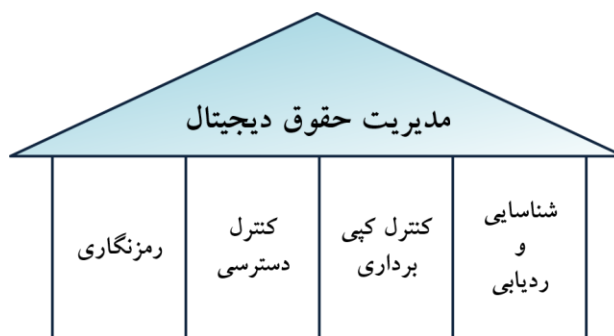 مدیریت حقوق دیجیتال
شناسایی
و
ردیابی
کنترل کپی
برداری
کنترل
دسترسی
رمزنگاری